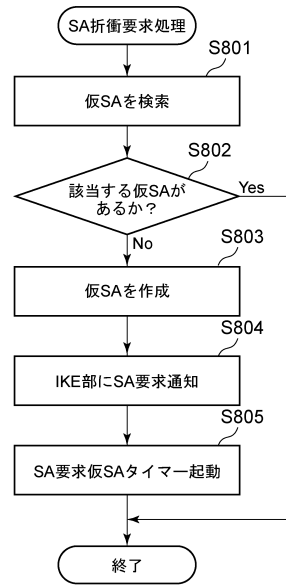 SA折衝要求処理
S801
仮SAを検索
S802
該当する仮SAが
あるか？
Yes
No
S803
仮SAを作成
S804
IKE部にSA要求通知
S805
SA要求仮SAタイマー起動
終了